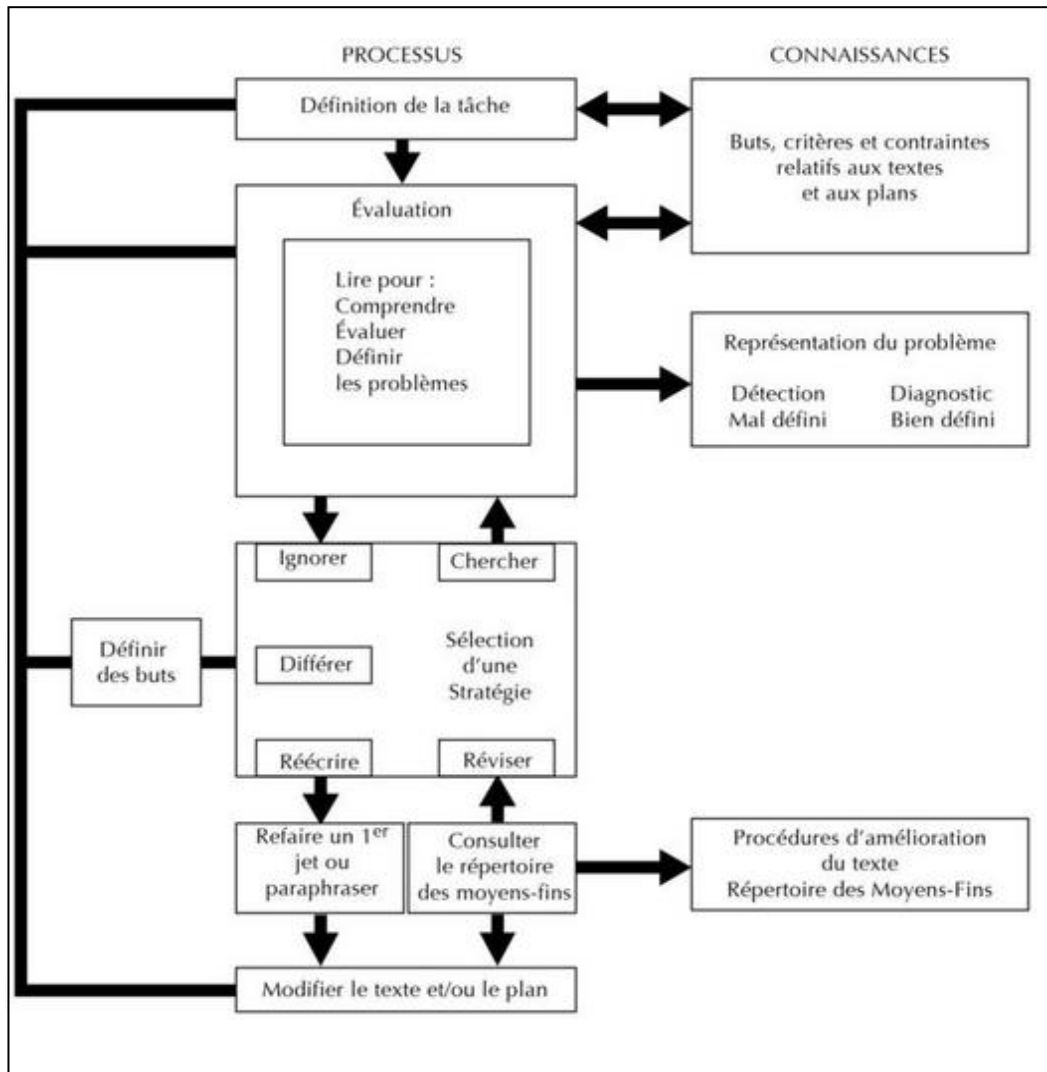 PROCESSUS
CONNAISSANCES
Définition de la tâche
Buts, critères et contraintes
relatifs aux textes
et aux plans
Évaluation
Lire pour :
Comprendre
Évaluer
Définir
les problèmes
Représentation du problème
Détection Diagnostic
Mal défini Bien défini
Ignorer
Chercher
Définir
des buts
Différer
Sélection
d'une
Stratégie
Réécrire
Réviser
Refaire un 1er
jet ou
paraphraser
Consulter
le répertoire
des moyens-fins
Procédures d'amélioration
du texte
Répertoire des Moyens-Fins
Modifier le texte et/ou le plan